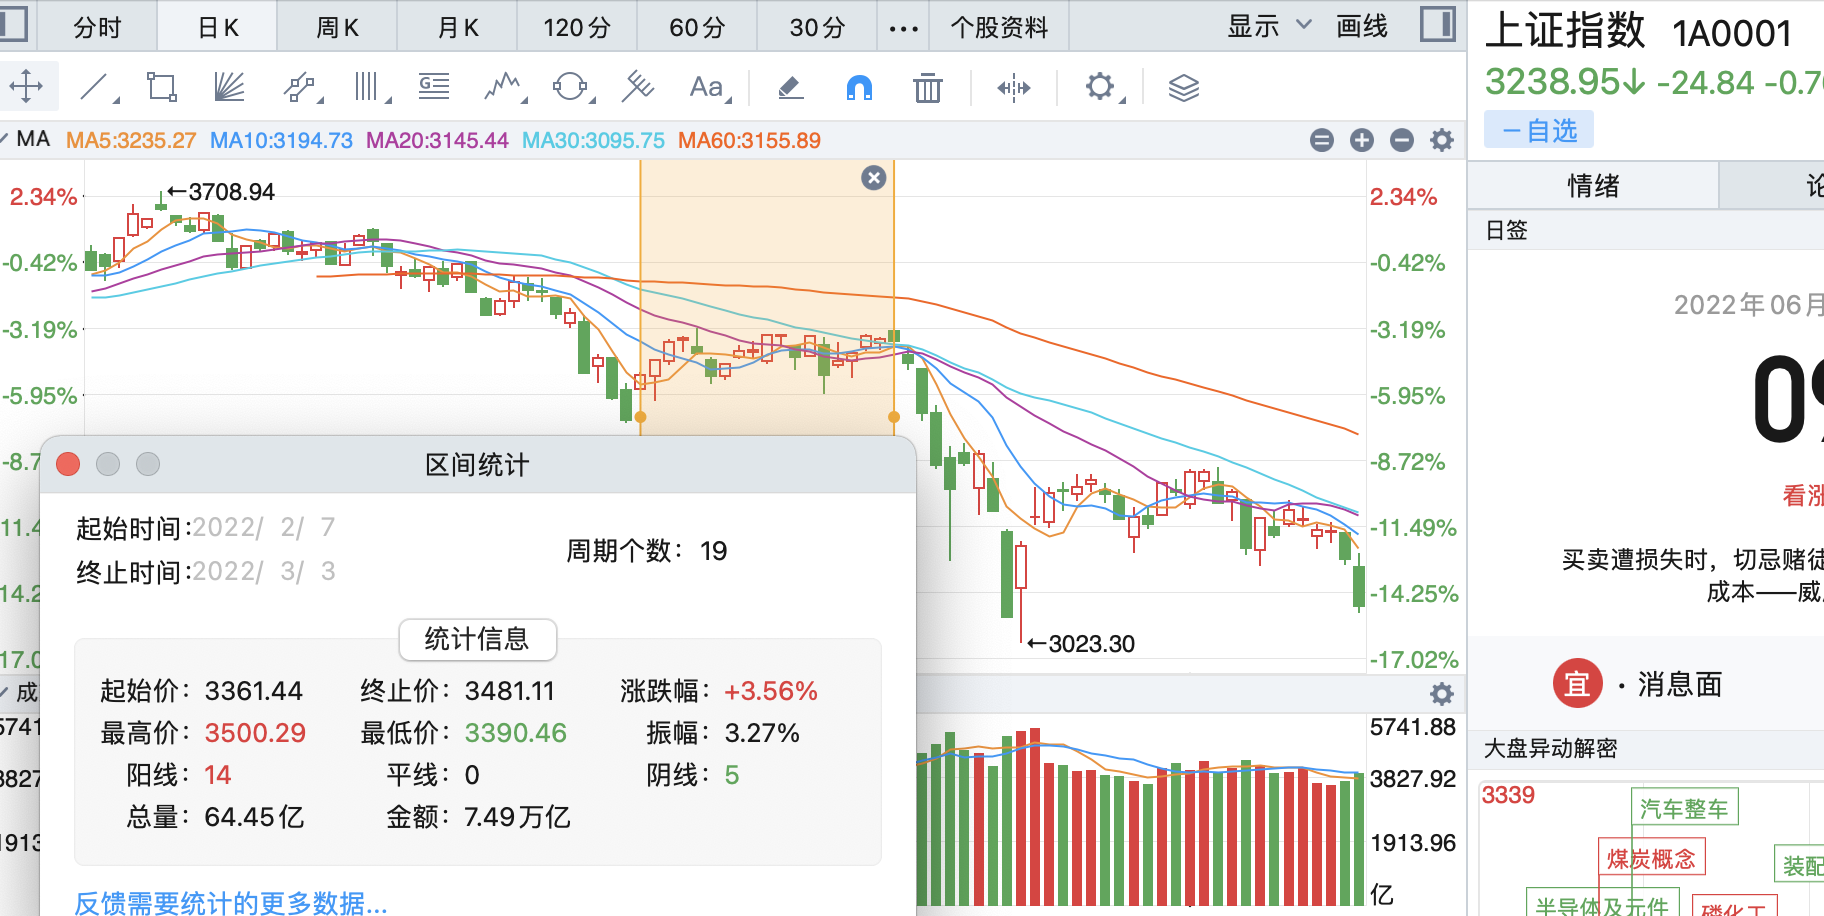 分时 日K 周K 月K 120分 60分 30分 ••• 个股资料 显示 画线
G Aa
MA MA5:3235.27 MA10:3194.73 MA20:3145.44 MA30:3095.75 MA60:3155.89
2.34% ←3708.94 2.34%
-0.42% -0.42%
-3.19% -3.19%
-5.95% -5.95%
-8.7 -8.72%
11.4 -11.49%
14.2 -14.25%
←3023.30
17.0 -17.02%
成
5741 5741.88
3827 3827.92
1913 1913.96
亿
区间统计
起始时间:2022/ 2/ 7
终止时间:2022/ 3/ 3
周期个数：19
统计信息
起始价：3361.44 终止价：3481.11 涨跌幅：+3.56%
最高价：3500.29 最低价：3390.46 振幅：3.27%
阳线：14 平线：0 阴线：5
总量：64.45亿 金额：7.49万亿
反馈需要统计的更多数据...
上证指数 1A0001
3238.95↓ -24.84 -0.7
－自选
情绪
日签
2022年06月
09
看涨
买卖遭损失时，切忌赌徒
成本——威
宜 · 消息面
大盘异动解密
3339
汽车整车
煤炭概念
装配
半导体及元件
磷化工